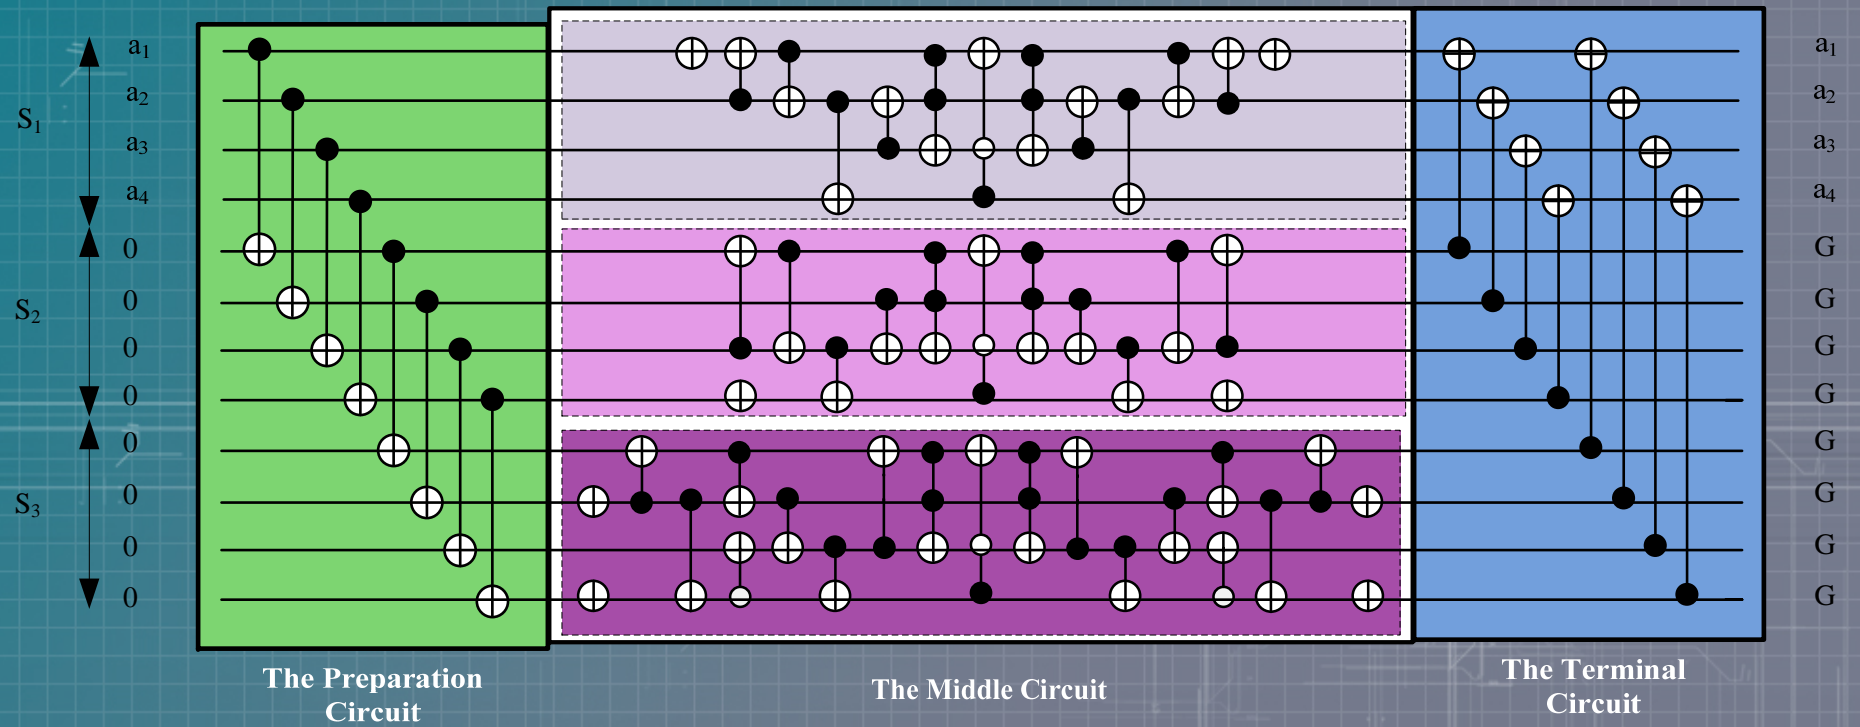 a1 a1
a2 a2
S1
a3 a3
a4 a4
0 G
0 G
S2
0 G
0 G
0 G
0 G
S3
0 G
0 G
The Preparation
Circuit
The Middle Circuit
The Terminal
Circuit